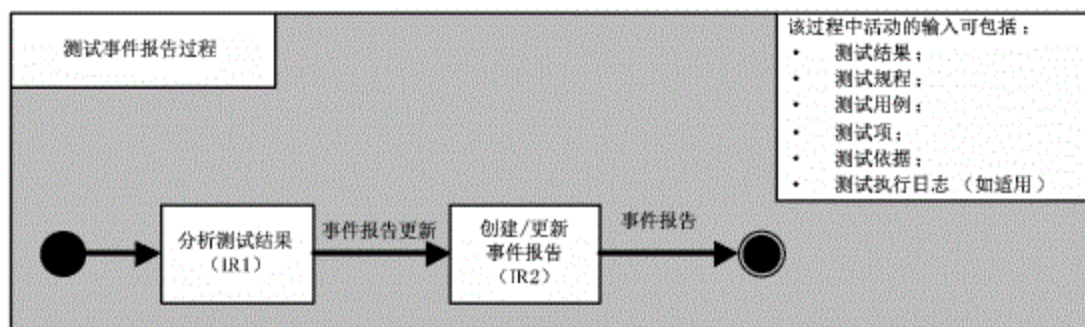 测试事件报告过程
该过程中活动的输入可包括：
• 测试结果；
• 测试规程；
• 测试用例；
• 测试项；
• 测试依据；
• 测试执行日志（如适用）
分析测试结果
（IR1）
事件报告更新
创建/更新
事件报告
（IR2）
事件报告